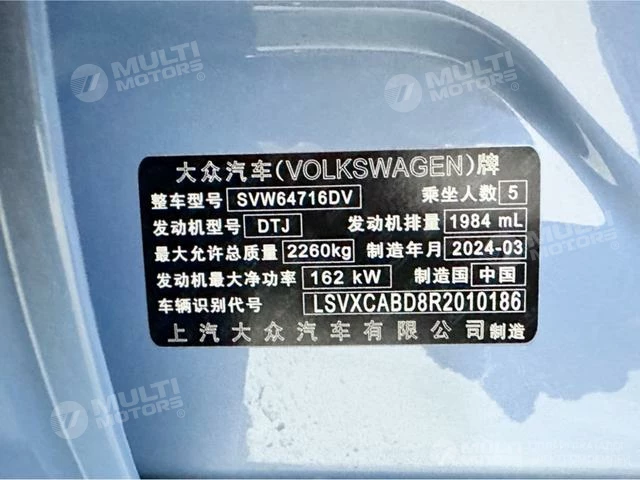 MULTI MOTORS®
MULTI MOTORS®
大众汽车(VOLKSWAGEN)牌
整车型号 SVW64716DV 乘坐人数 5
发动机型号 DTJ 发动机排量 1984 mL
最大允许总质量 2260kg 制造年月 2024-03
发动机最大净功率 162 kW 制造国 中国
车辆识别代号 LSVXCABD8R2010186
上汽大众汽车有限公司制造
MULTI MOTORS®
MULTI MOTORS